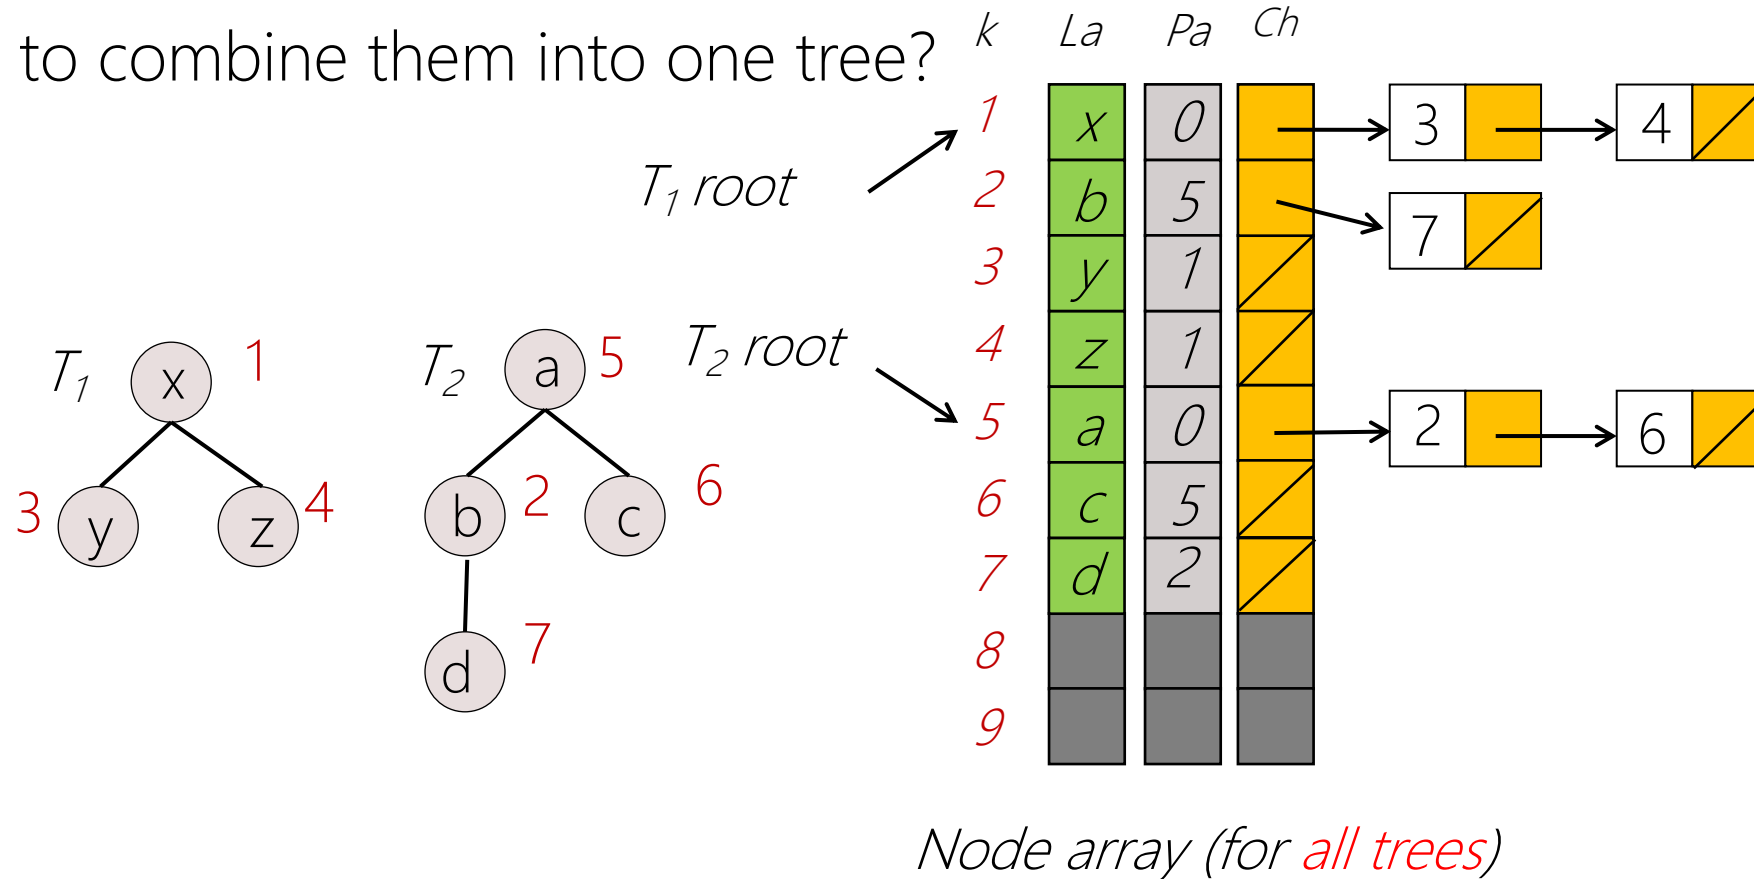 to combine them into one tree?
k La Pa Ch
1 x 0 3 4
2 b 5 7
3 y 1
4 z 1
5 a 0 2 6
6 c 5
7 d 2
8
9
T1 root
T2 root
T1 x 1
3 y z 4
T2 a 5
b 2 c 6
d 7
Node array (for all trees)